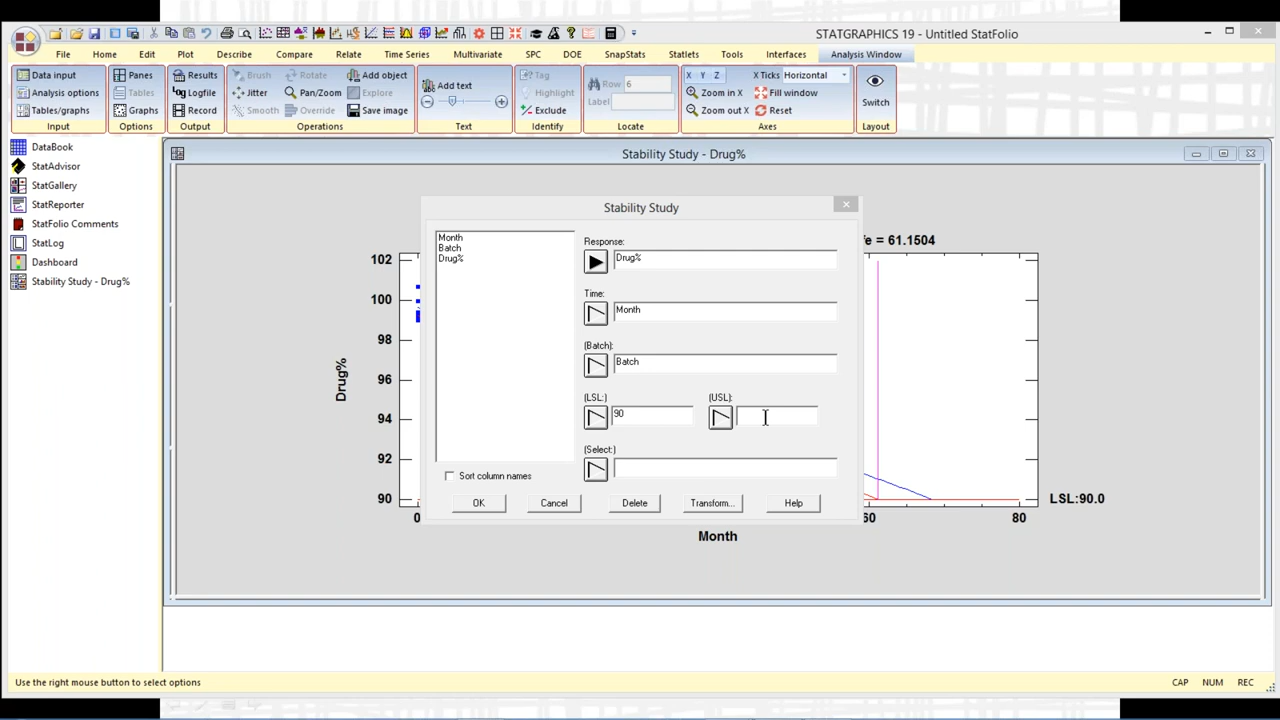 STATGRAPHICS 19 - Untitled StatFolio
File Home Edit Plot Describe Compare Relate Time Series Multivariate SPC DOE SnapStats Statlets Tools Interfaces Analysis Window
Data input Panes Results Brush Rotate Add object Add text Tag Row 6 X Y Z X Ticks Horizontal
Analysis options Tables Logfile Jitter Pan/Zoom Explore Highlight Label Zoom in X Fill window Switch
Tables/graphs Graphs Record Smooth Override Save image Exclude Zoom out X Reset
Input Options Output Operations Text Identify Locate Axes Layout
DataBook
StatAdvisor
StatGallery
StatReporter
StatFolio Comments
StatLog
Dashboard
Stability Study - Drug%
Stability Study - Drug%
Stability Study
Month
Batch
Drug%
Response:
Drug%
Time:
Month
(Batch):
Batch
(LSL:) (USL):
90
(Select:)
Sort column names
OK Cancel Delete Transform... Help
fe = 61.1504
102
100
98
96
94
92
90
Drug%
LSL:90.0
0 60 80
Month
Use the right mouse button to select options
CAP NUM REC